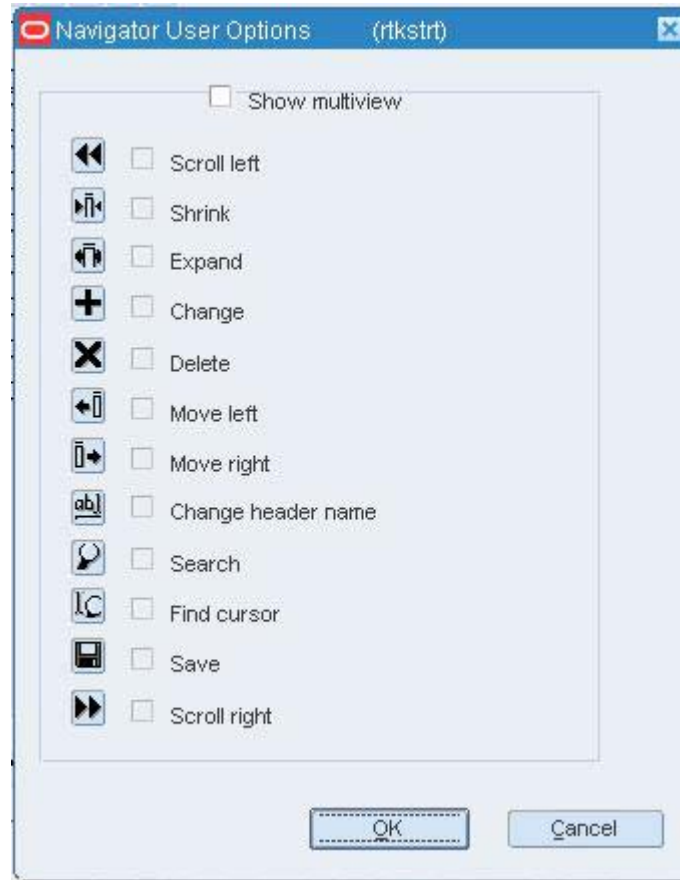 Navigator User Options (rtkstrt)
Show multiview
Scroll left
Shrink
Expand
Change
Delete
Move left
Move right
abl Change header name
Search
Find cursor
Save
Scroll right
OK Cancel